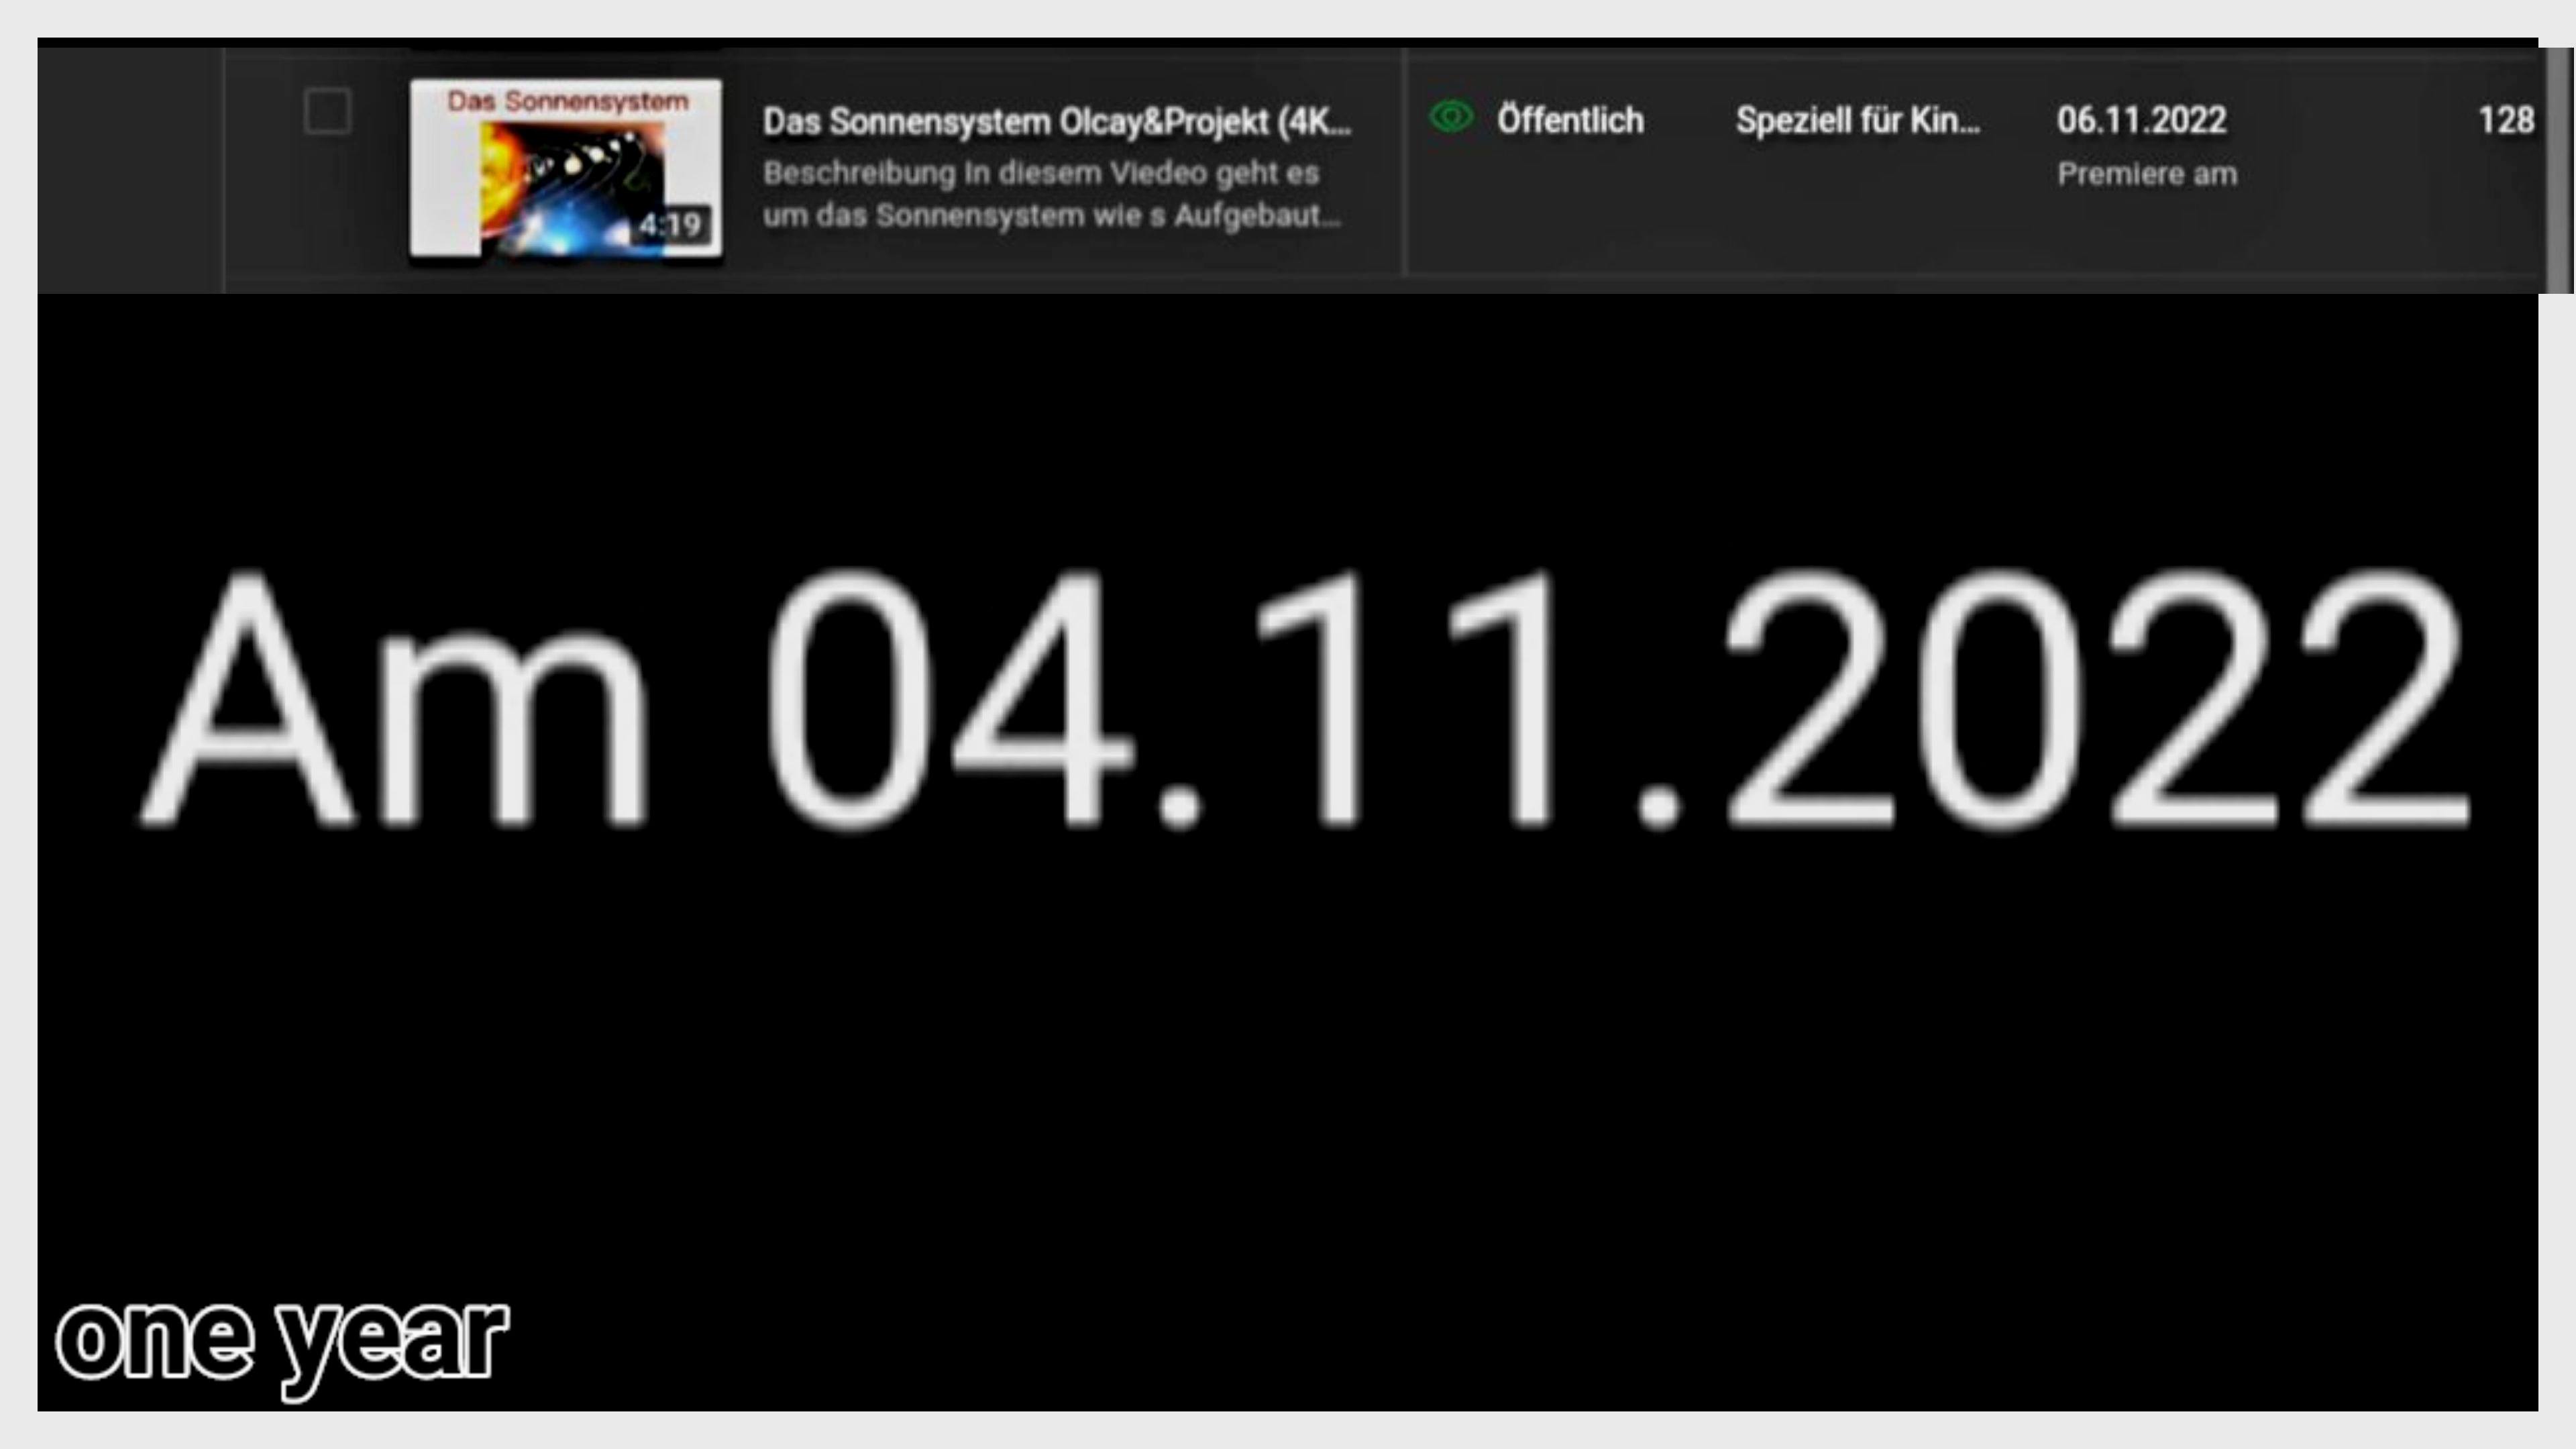 Das Sonnensystem
4:19
Das Sonnensystem Olcay&Projekt (4K...
Beschreibung In diesem Viedeo geht es
um das Sonnensystem wie s Aufgebaut...
Öffentlich
Speziell für Kin...
06.11.2022
Premiere am
128
Am 04.11.2022
one year